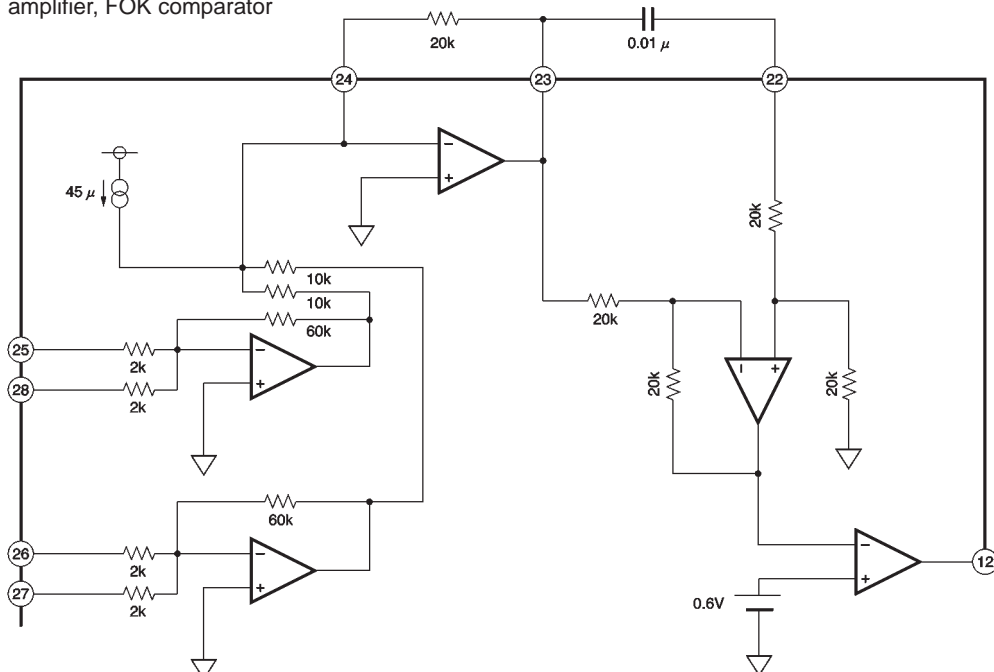 amplifier, FOK comparator
20k
0.01 μ
24
23
22
−
+
45 μ
20k
10k
10k
20k
60k
25
−
2k
− +
20k
20k
28
+
2k
60k
26
−
−
2k
12
27
+
+
2k
0.6V